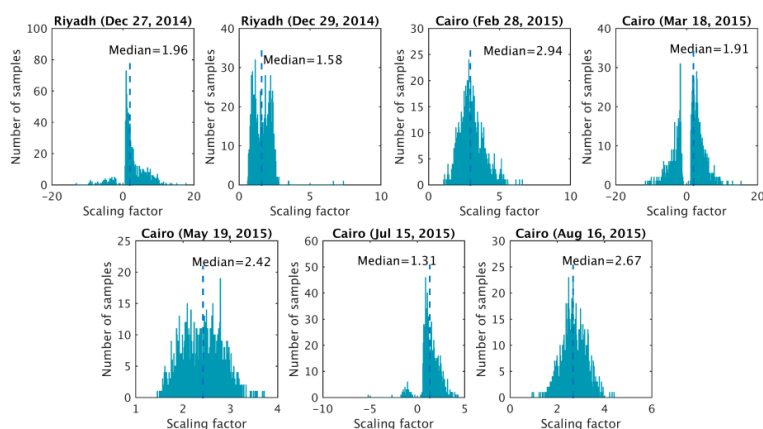 Riyadh (Dec 27, 2014)
Median=1.96
100
80
60
40
20
0
Number of samples
-20
0
20
Scaling factor
Riyadh (Dec 29, 2014)
Median=1.58
40
30
20
10
0
Number of samples
0
5
10
Scaling factor
Cairo (Feb 28, 2015)
Median=2.94
30
25
20
15
10
5
0
Number of samples
0
5
10
Scaling factor
Cairo (Mar 18, 2015)
Median=1.91
40
30
20
10
0
Number of samples
-20
0
20
Scaling factor
Cairo (May 19, 2015)
Median=2.42
25
20
15
10
5
0
Number of samples
1
2
3
4
Scaling factor
Cairo (Jul 15, 2015)
Median=1.31
60
50
40
30
20
10
0
Number of samples
-10
-5
0
5
Scaling factor
Cairo (Aug 16, 2015)
Median=2.67
30
25
20
15
10
5
0
Number of samples
0
2
4
6
Scaling factor